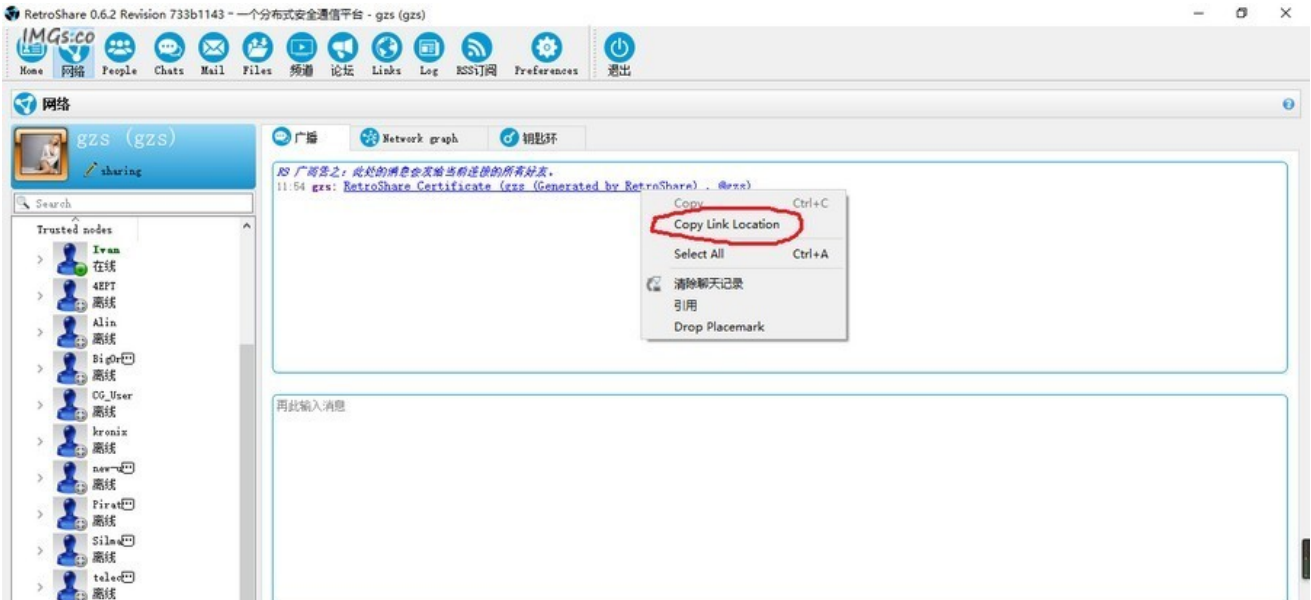 RetroShare 0.6.2 Revision 733b1143 - 一个分布式安全通信平台 - gzs (gzs)
IMGs.co
Home 网络 People Chats Mail Files 频道 论坛 Links Log RSS订阅 Preferences 退出
网络
gzs (gzs)
sharing
广播 Network graph 钥匙环
Search
Trusted nodes
Ivan
在线
4EPT
离线
Alin
离线
BigOr
离线
CG_User
离线
kronix
离线
new-u
离线
Pirat
离线
Silma
离线
telec
离线
RS 广而告之: 此处的消息会发给当前连接的所有好友.
11:54 gzs: RetroShare Certificate (gzs (Generated by RetroShare) , @gzs)
Copy Ctrl+C
Copy Link Location
Select All Ctrl+A
清除聊天记录
引用
Drop Placemark
再此输入消息